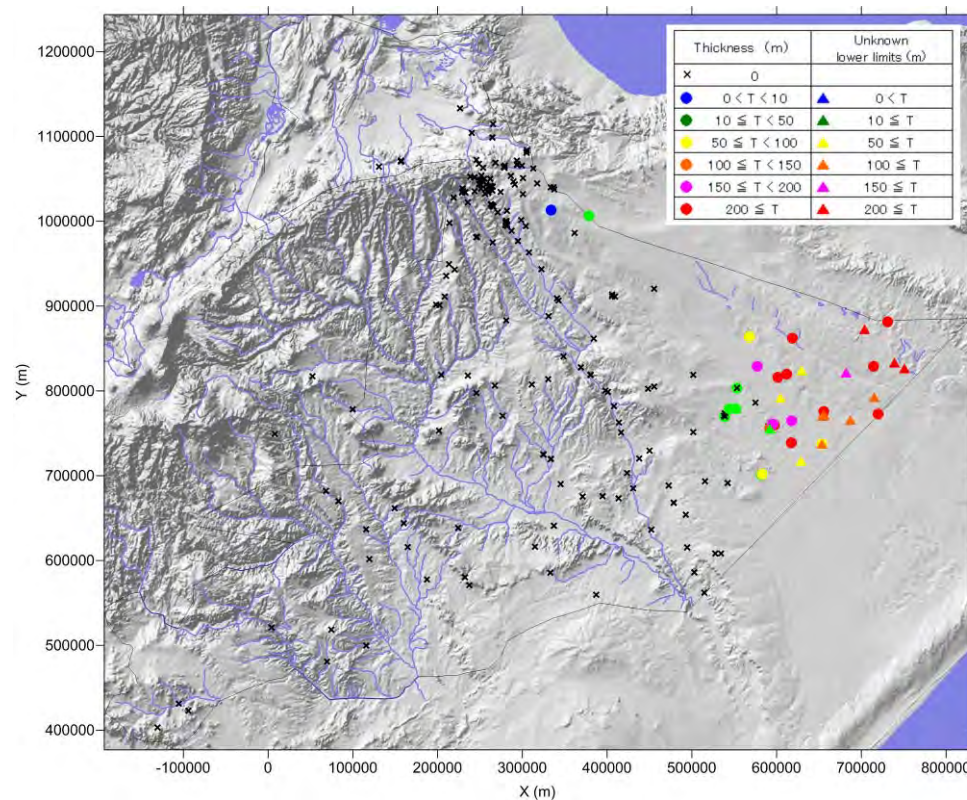 Thickness (m) Unknown lower limits (m)
× 0
0 < T < 10 0 < T
10 ≦ T < 50 10 ≦ T
50 ≦ T < 100 50 ≦ T
100 ≦ T < 150 100 ≦ T
150 ≦ T < 200 150 ≦ T
200 ≦ T 200 ≦ T
Y (m)
1200000
1100000
1000000
900000
800000
700000
600000
500000
400000
-100000 0 100000 200000 300000 400000 500000 600000 700000 800000
X (m)